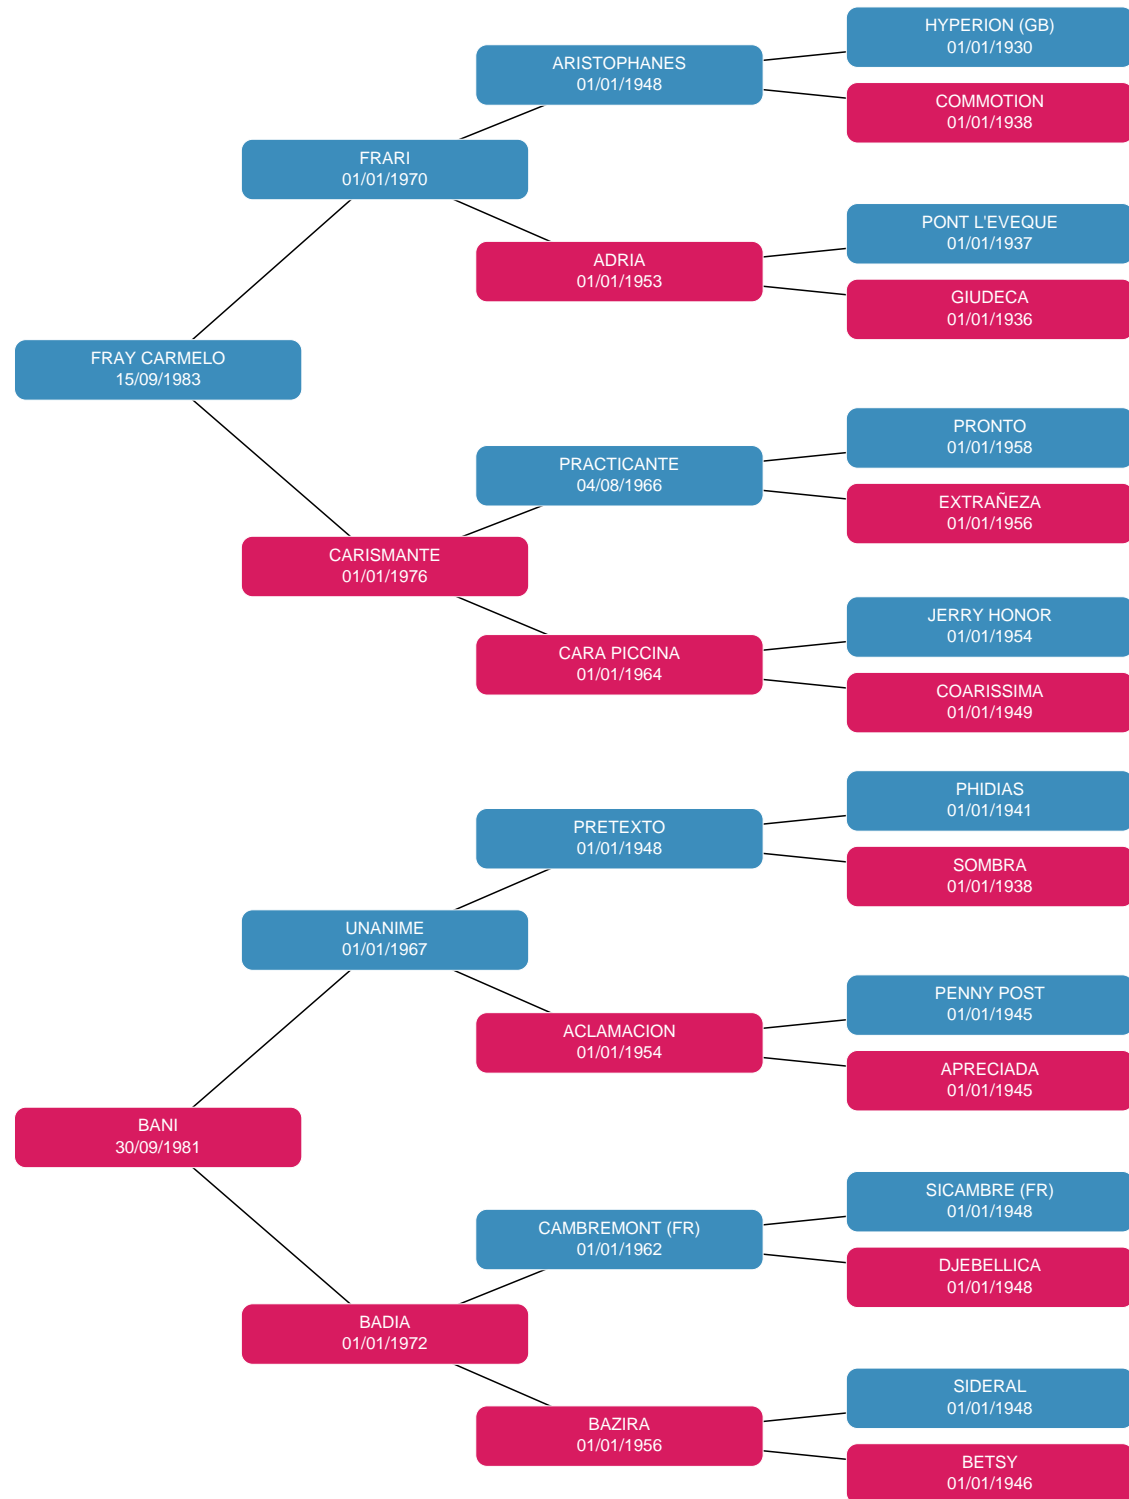 HYPERION (GB)
01/01/1930
ARISTOPHANES
01/01/1948
COMMOTION
01/01/1938
FRARI
01/01/1970
PONT L'EVEQUE
01/01/1937
ADRIA
01/01/1953
GIUDECA
01/01/1936
FRAY CARMELO
15/09/1983
PRONTO
01/01/1958
PRACTICANTE
04/08/1966
EXTRAÑEZA
01/01/1956
CARISMANTE
01/01/1976
JERRY HONOR
01/01/1954
CARA PICCINA
01/01/1964
COARISSIMA
01/01/1949
PHIDIAS
01/01/1941
PRETEXTO
01/01/1948
SOMBRA
01/01/1938
UNANIME
01/01/1967
PENNY POST
01/01/1945
ACLAMACION
01/01/1954
APRECIADA
01/01/1945
BANI
30/09/1981
SICAMBRE (FR)
01/01/1948
CAMBREMONT (FR)
01/01/1962
DJEBELLICA
01/01/1948
BADIA
01/01/1972
SIDERAL
01/01/1948
BAZIRA
01/01/1956
BETSY
01/01/1946